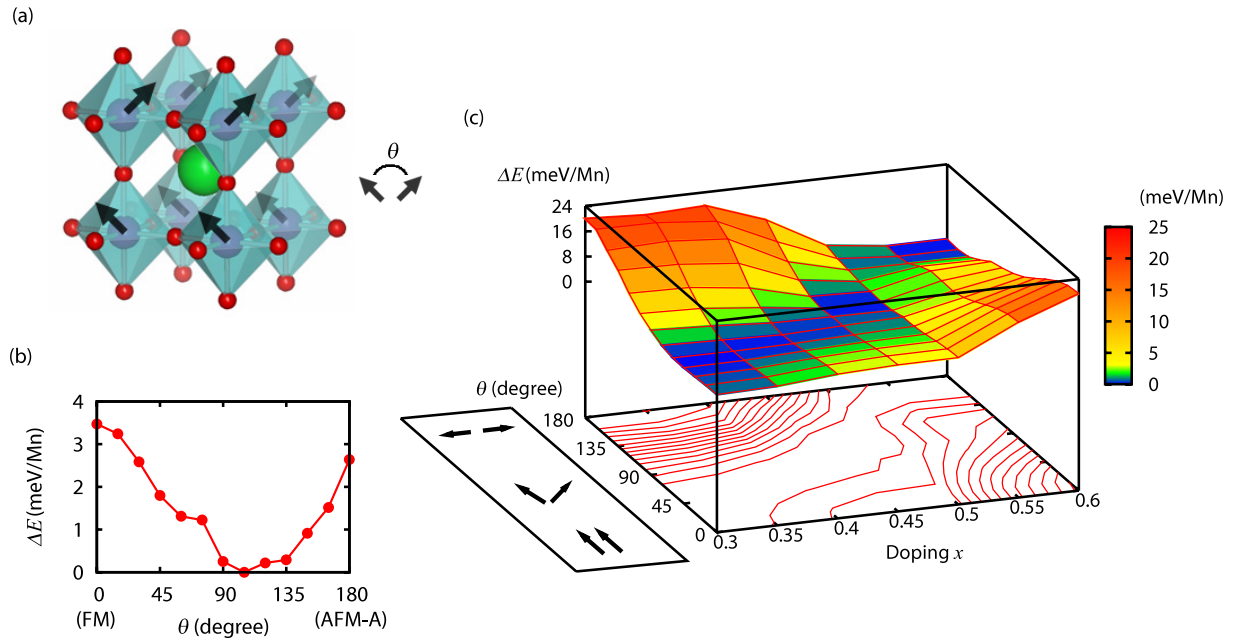 (a)
θ
(b)
ΔE (meV/Mn)
4
3
2
1
0
0
45
90
135
180
(FM)
(AFM-A)
θ (degree)
(c)
ΔE (meV/Mn)
24
16
8
0
θ (degree)
180
135
90
45
0
0.3
0.35
0.4
0.45
0.5
0.55
0.6
Doping x
(meV/Mn)
25
20
15
10
5
0